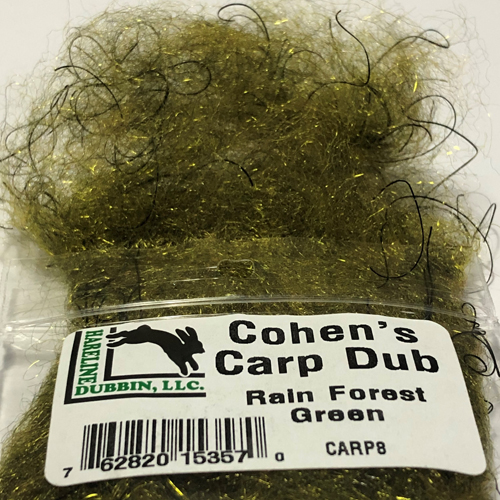 HARELINE
DUBBIN, LLC.
Cohen's
Carp Dub
Rain Forest
Green
CARP8
7 62820 15357 0